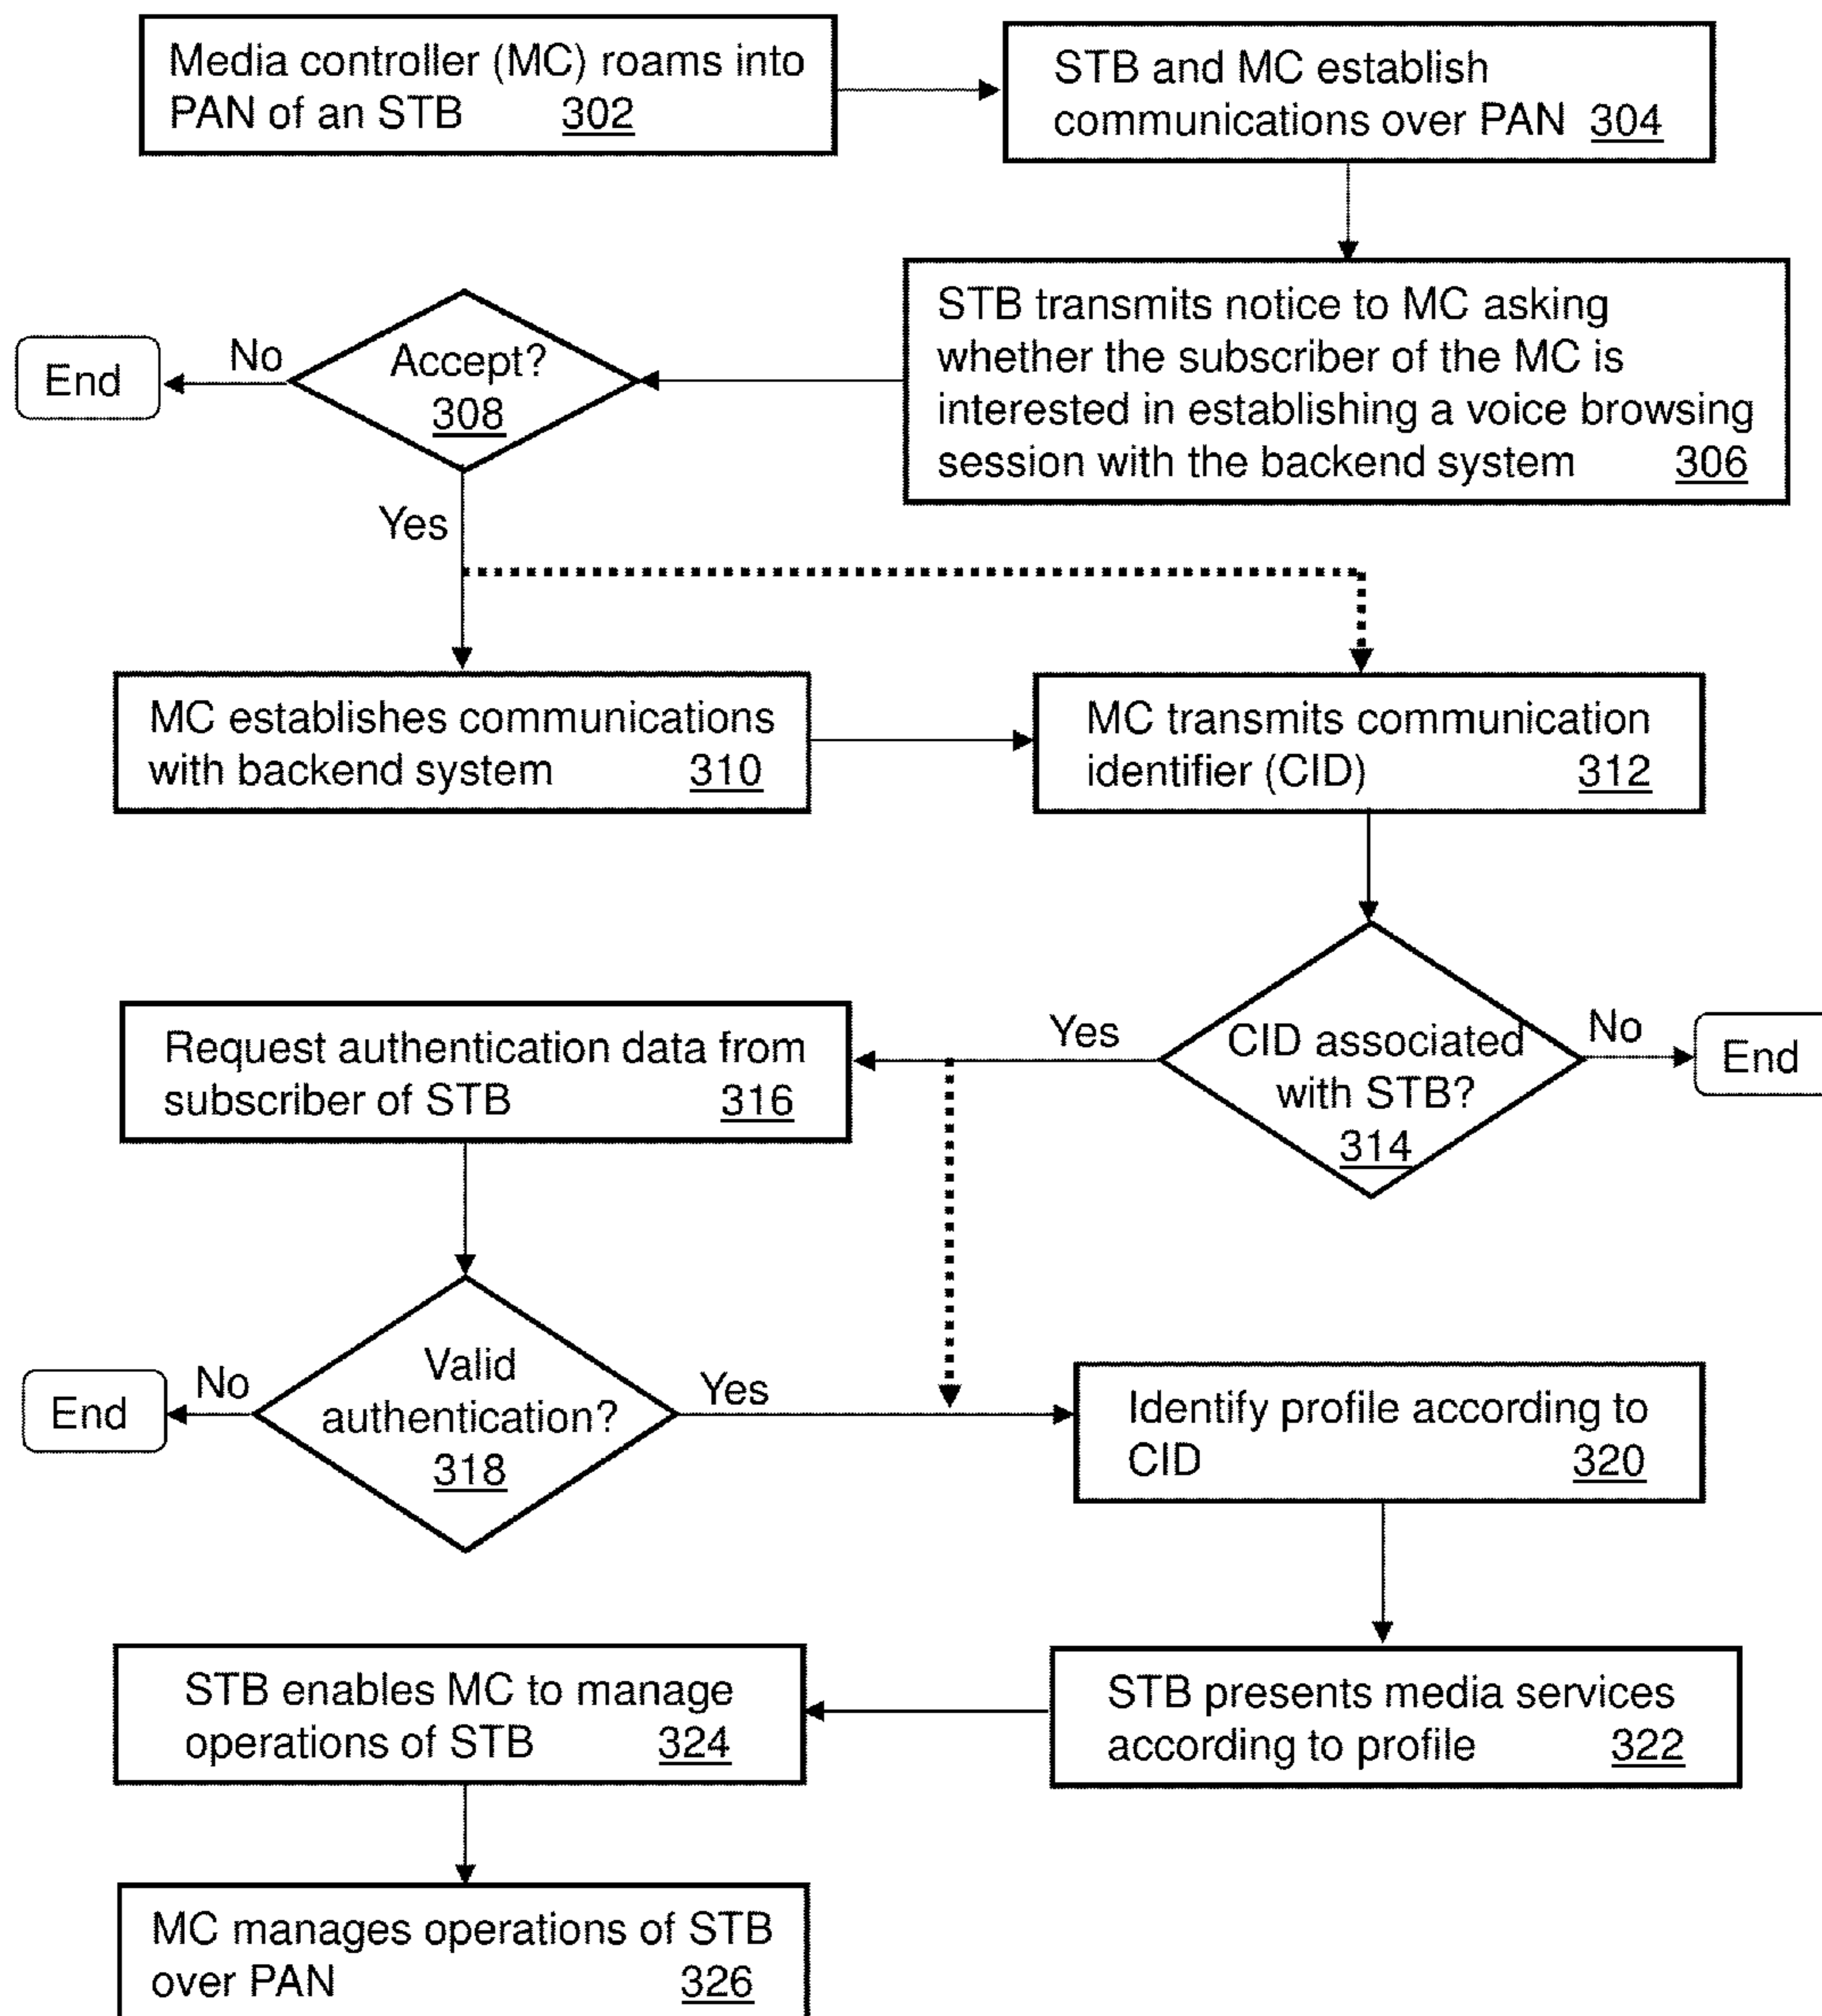 Media controller (MC) roams into
PAN of an STB 302
STB and MC establish
communications over PAN 304
STB transmits notice to MC asking
whether the subscriber of the MC is
interested in establishing a voice browsing
session with the backend system 306
Accept?
308
No
End
Yes
MC establishes communications
with backend system 310
MC transmits communication
identifier (CID) 312
CID associated
with STB?
314
No
End
Yes
Request authentication data from
subscriber of STB 316
Valid
authentication?
318
No
End
Yes
Identify profile according to
CID 320
STB presents media services
according to profile 322
STB enables MC to manage
operations of STB 324
MC manages operations of STB
over PAN 326